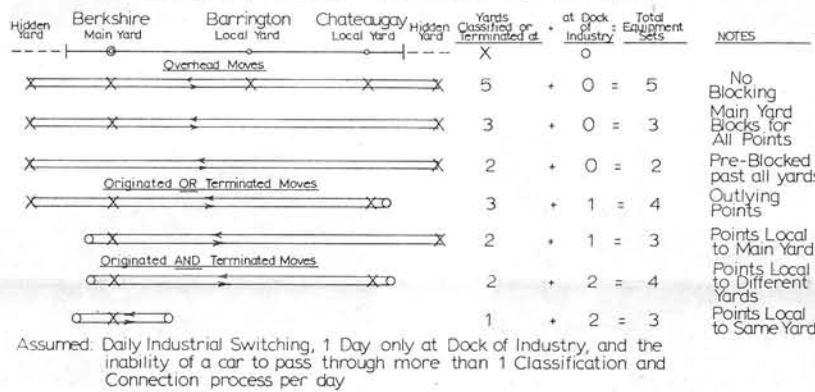 Hidden Yard
Berkshire Main Yard
Barrington Local Yard
Chateaugay Local Yard
Hidden Yard
Yards Classified or Terminated at + at Dock of Industry = Total Equipment Sets
NOTES
X O
Overhead Moves
X X X X X 5 + 0 = 5 No Blocking
X X X 3 + 0 = 3 Main Yard Blocks for All Points
X X 2 + 0 = 2 Pre-Blocked past all yards
Originated OR Terminated Moves
X X X 3 + 1 = 4 Outlying Points
X X 2 + 1 = 3 Points Local to Main Yard
Originated AND Terminated Moves
X X 2 + 2 = 4 Points Local to Different Yards
X 1 + 2 = 3 Points Local to Same Yard
Assumed: Daily Industrial Switching, 1 Day only at Dock of Industry, and the
inability of a car to pass through more than 1 Classification and
Connection process per day